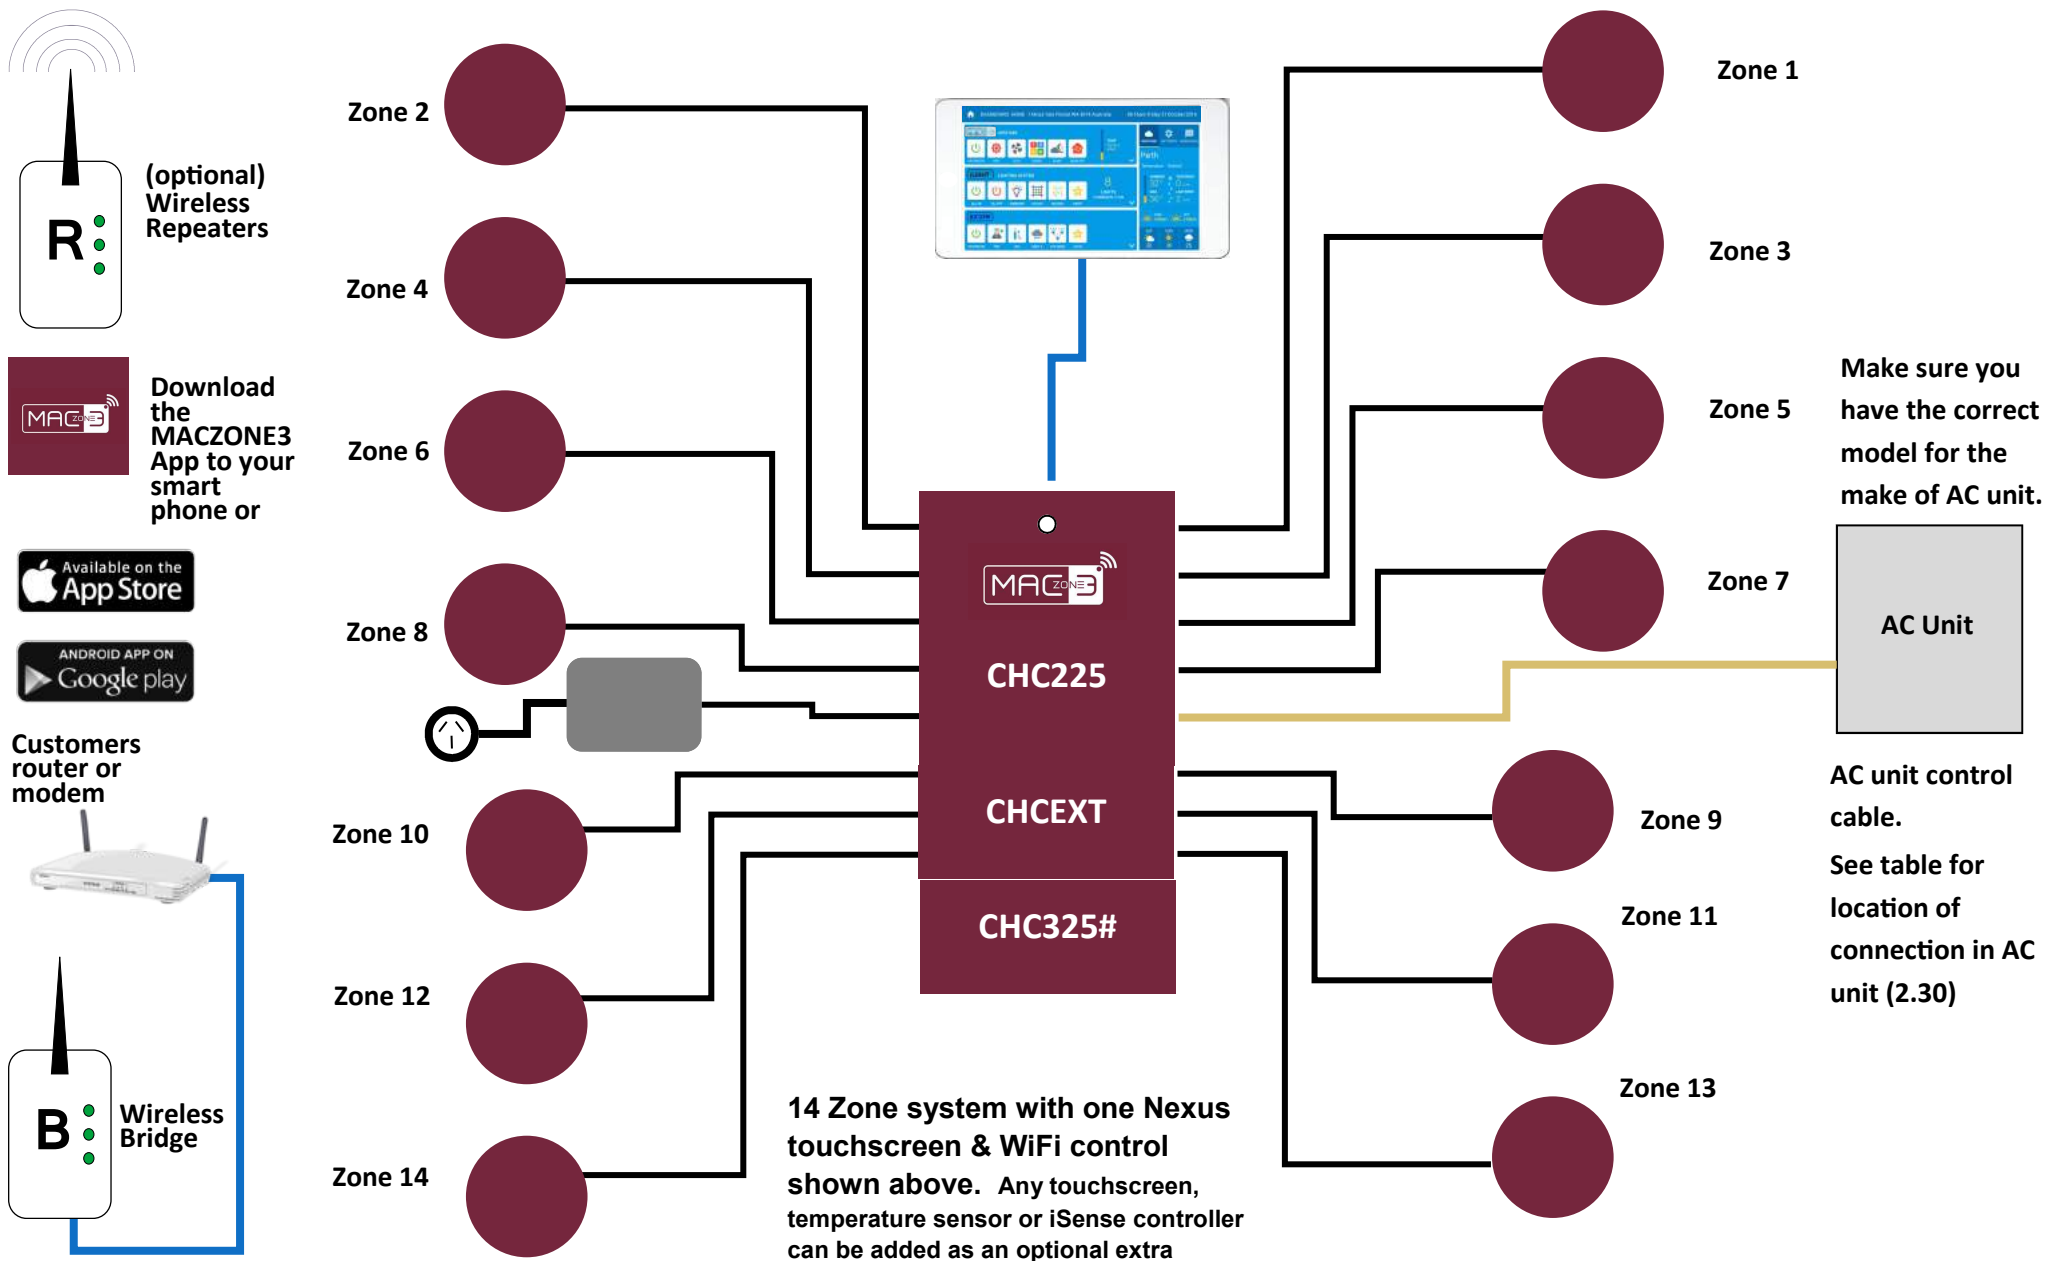 R
(optional)
Wireless
Repeaters
MAC ZONE3
Download
the
MACZONE3
App to your
smart
phone or
Available on the
App Store
ANDROID APP ON
Google play
Customers
router or
modem
B
Wireless
Bridge
Zone 2
Zone 4
Zone 6
Zone 8
Zone 10
Zone 12
Zone 14
Perth
MAC ZONE3
CHC225
CHCEXT
CHC325#
14 Zone system with one Nexus
touchscreen & WiFi control
shown above. Any touchscreen,
temperature sensor or iSense controller
can be added as an optional extra
Zone 1
Zone 3
Zone 5
Zone 7
Zone 9
Zone 11
Zone 13
Make sure you
have the correct
model for the
make of AC unit.
AC Unit
AC unit control
cable.
See table for
location of
connection in AC
unit (2.30)